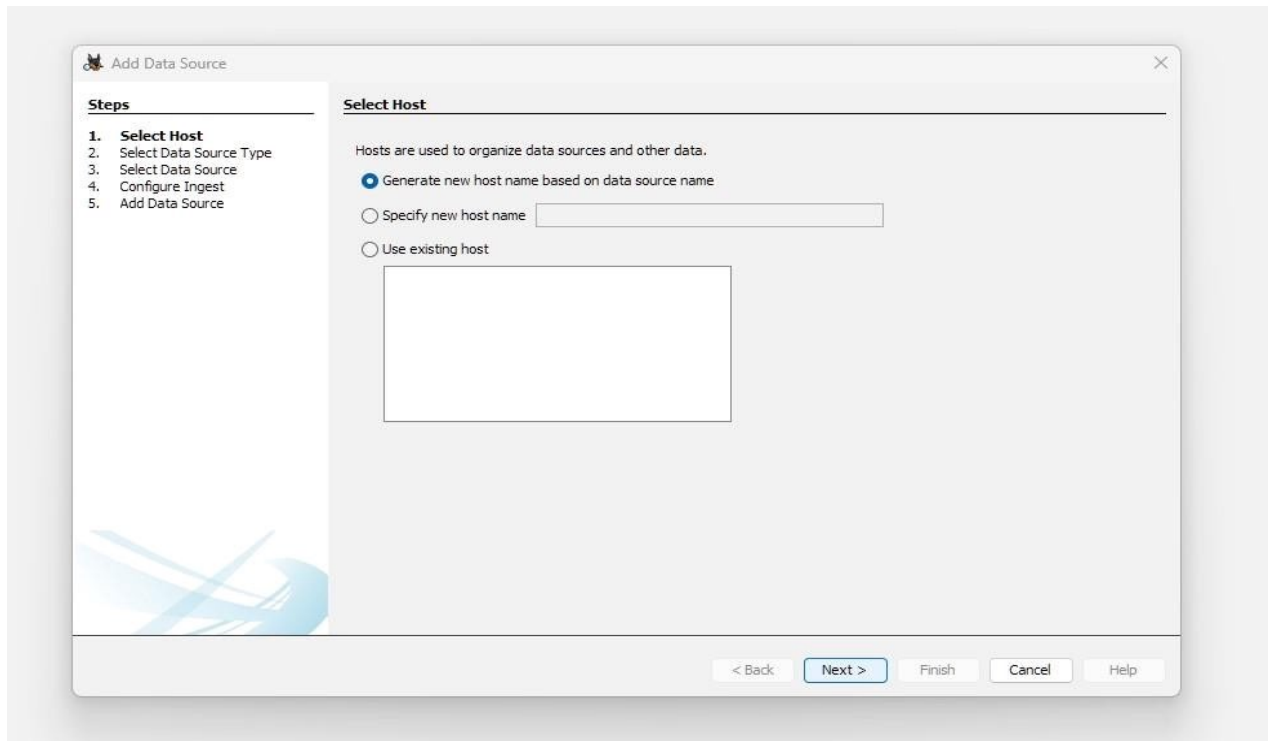 Add Data Source
Steps
1. Select Host
2. Select Data Source Type
3. Select Data Source
4. Configure Ingest
5. Add Data Source
Select Host
Hosts are used to organize data sources and other data.
Generate new host name based on data source name
Specify new host name
Use existing host
< Back
Next >
Finish
Cancel
Help